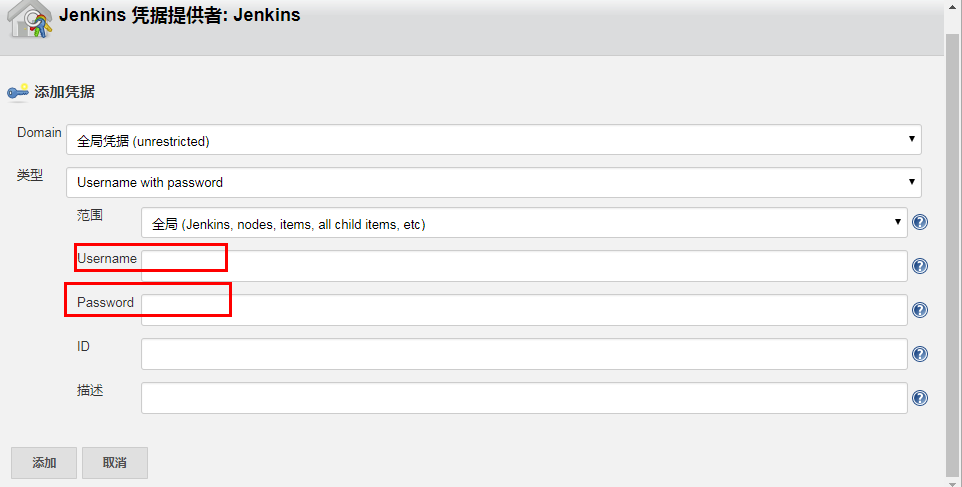 Jenkins 凭据提供者: Jenkins
添加凭据
Domain
全局凭据 (unrestricted)
类型
Username with password
范围
全局 (Jenkins, nodes, items, all child items, etc)
Username
Password
ID
描述
添加
取消